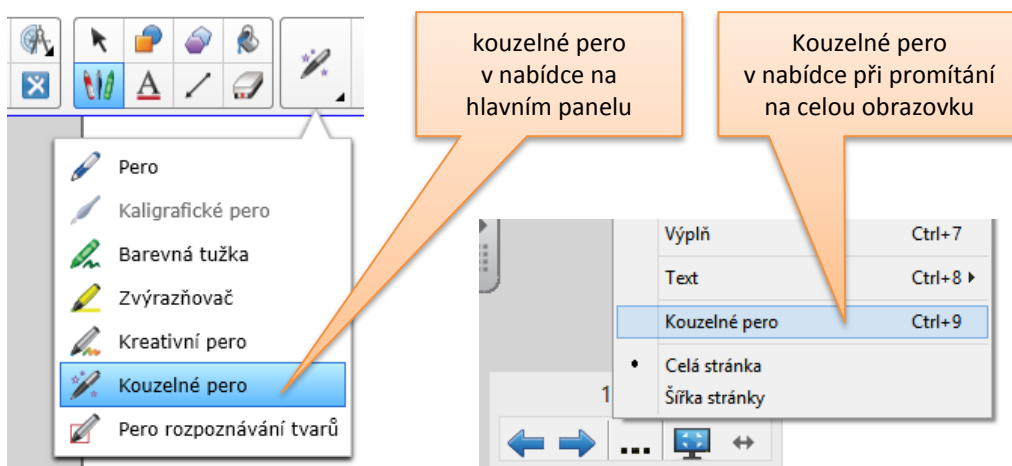 kouzelné pero
v nabídce na
hlavním panelu
Kouzelné pero
v nabídce při promítání
na celou obrazovku
A
Pero
Kaligrafické pero
Barevná tužka
Zvýrazňovač
Kreativní pero
Kouzelné pero
Pero rozpoznávání tvarů
Výplň Ctrl+7
Text Ctrl+8
Kouzelné pero Ctrl+9
Celá stránka
Šířka stránky
1